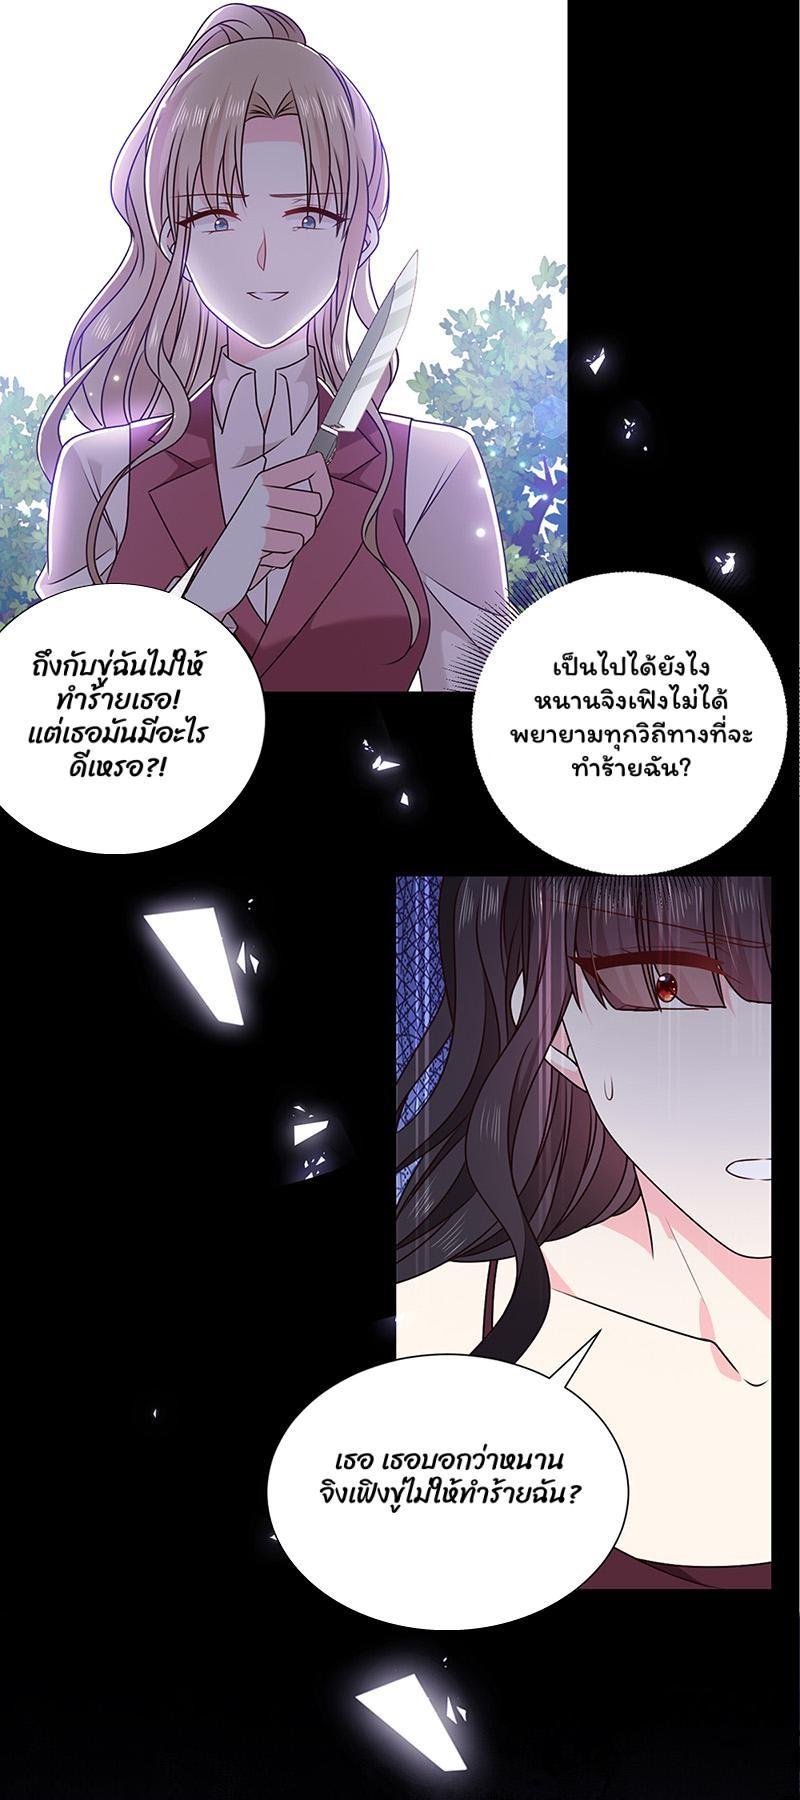 ถึงกับขู่ฉันไม่ให้
ทำร้ายเธอ!
แต่เธอมันมีอะไร
ดีเหรอ?!
เป็นไปได้ยังไง
หนานจิงเฟิงไม่ได้
พยายามทุกวิถีทางที่จะ
ทำร้ายฉัน?
เธอ เธอบอกว่าหนาน
จิงเฟิงขู่ไม่ให้ทำร้ายฉัน?